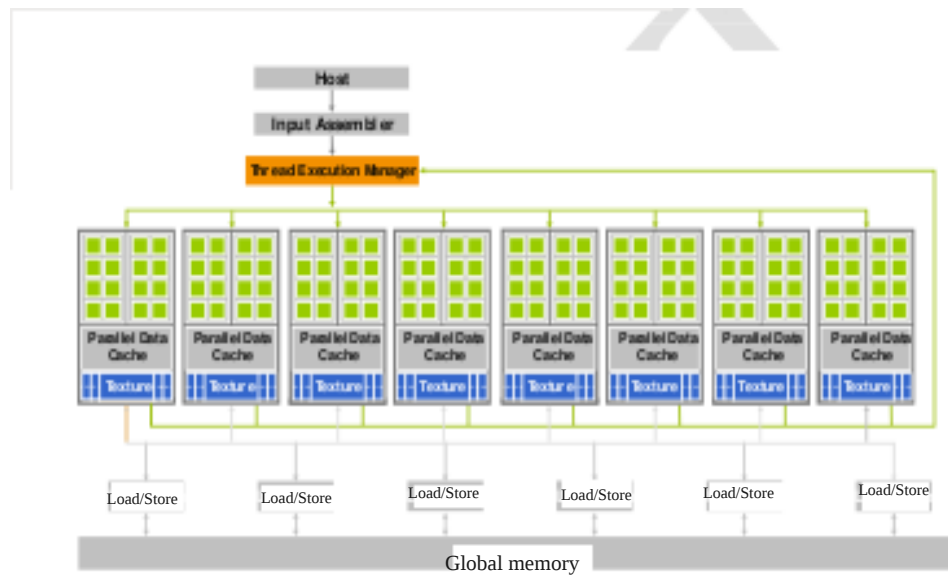 Host
Input Assembler
Thread Execution Manager
Parallel Data
Cache
Parallel Data
Cache
Parallel Data
Cache
Parallel Data
Cache
Parallel Data
Cache
Parallel Data
Cache
Parallel Data
Cache
Parallel Data
Cache
Texture
Texture
Texture
Texture
Texture
Texture
Texture
Texture
Load/Store
Load/Store
Load/Store
Load/Store
Load/Store
Load/Store
Global memory